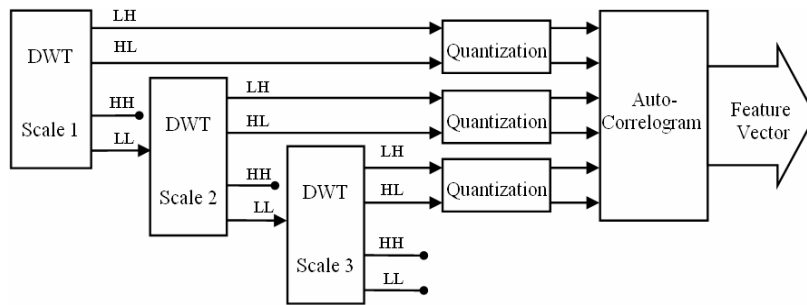 LH
DWT
HL
Scale 1
HH
LL
Quantization
DWT
LH
HL
Scale 2
HH
LL
Quantization
DWT
LH
HL
Scale 3
HH
LL
Quantization
Auto-
Correlogram
Feature
Vector